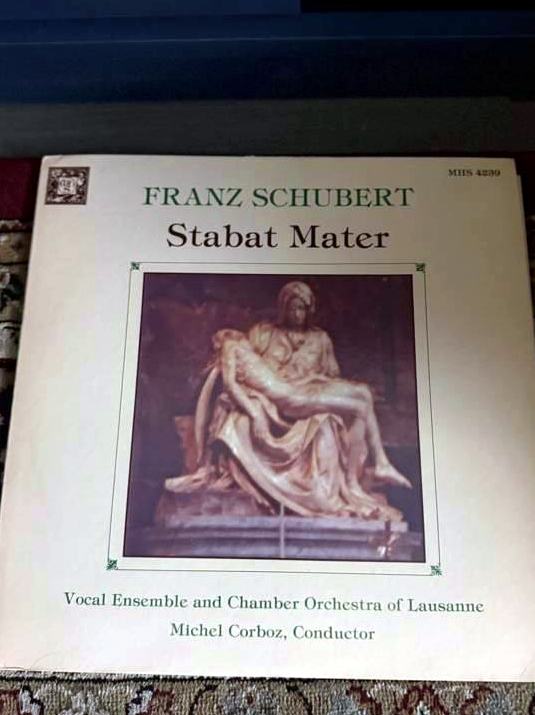 MHS 4239
FRANZ SCHUBERT
Stabat Mater
Vocal Ensemble and Chamber Orchestra of Lausanne
Michel Corboz, Conductor